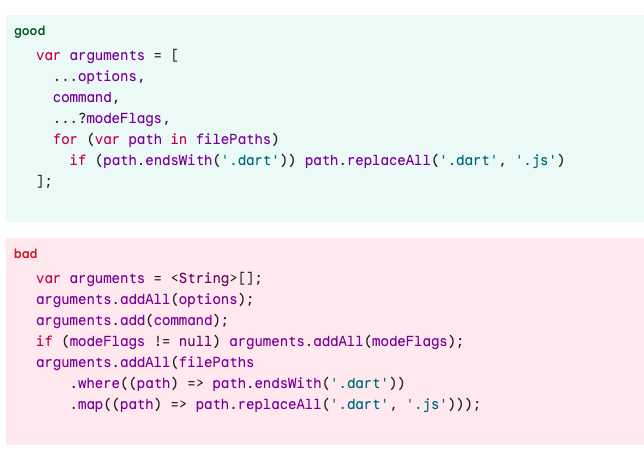 good
var arguments = [
  ...options,
  command,
  ...?modeFlags,
  for (var path in filePaths)
    if (path.endsWith('.dart')) path.replaceAll('.dart', '.js')
];
bad
var arguments = <String>[];
arguments.addAll(options);
arguments.add(command);
if (modeFlags != null) arguments.addAll(modeFlags);
arguments.addAll(filePaths
    .where((path) => path.endsWith('.dart'))
    .map((path) => path.replaceAll('.dart', '.js')));